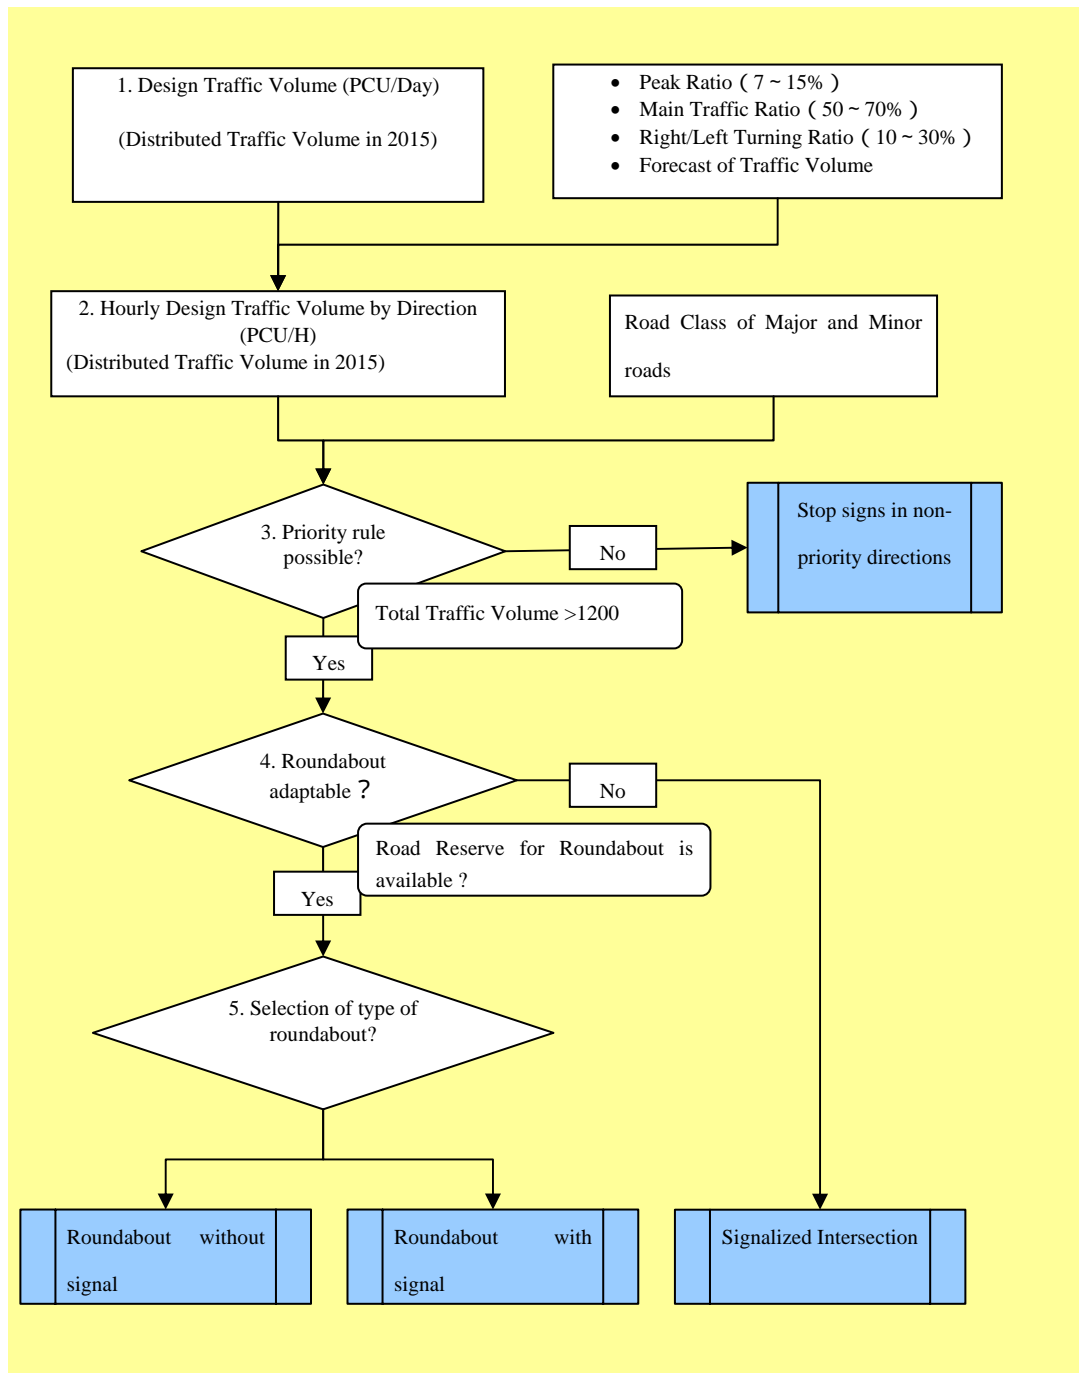 1. Design Traffic Volume (PCU/Day)
(Distributed Traffic Volume in 2015)
• Peak Ratio ( 7 ~ 15% )
• Main Traffic Ratio ( 50 ~ 70% )
• Right/Left Turning Ratio ( 10 ~ 30% )
• Forecast of Traffic Volume
2. Hourly Design Traffic Volume by Direction
(PCU/H)
(Distributed Traffic Volume in 2015)
Road Class of Major and Minor
roads
3. Priority rule
possible?
No
Stop signs in non-
priority directions
Total Traffic Volume >1200
Yes
4. Roundabout
adaptable ?
No
Road Reserve for Roundabout is
available ?
Yes
5. Selection of type of
roundabout?
Roundabout without
signal
Roundabout with
signal
Signalized Intersection